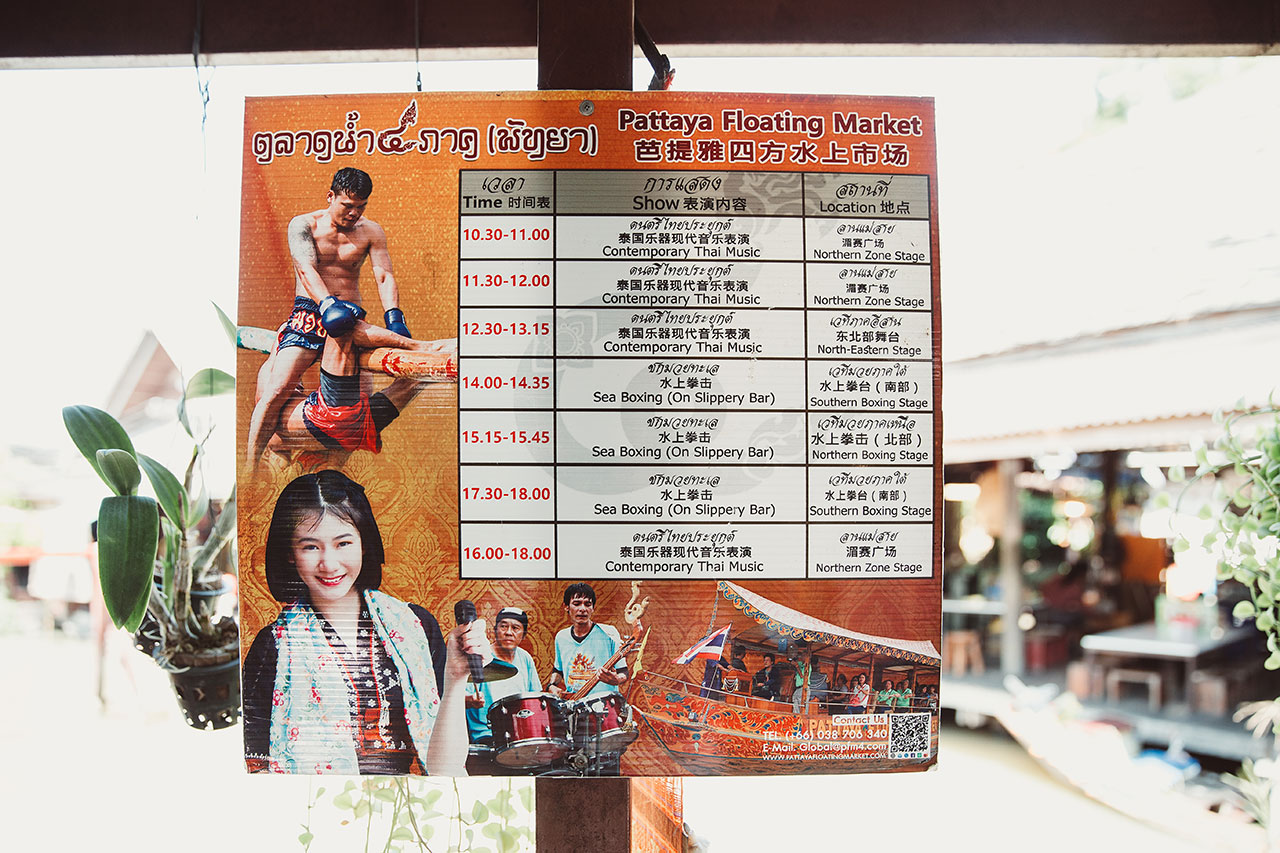 ตลาดน้ำ๔ภาค (พัทยา)
Pattaya Floating Market
芭提雅四方水上市场
เวลา
Time 时间表
การแสดง
Show 表演内容
สถานที่
Location 地点
10.30-11.00
ดนตรีไทยประยุกต์
泰国乐器现代音乐表演
Contemporary Thai Music
ลานแม่สาย
湄赛广场
Northern Zone Stage
11.30-12.00
ดนตรีไทยประยุกต์
泰国乐器现代音乐表演
Contemporary Thai Music
ลานแม่สาย
湄赛广场
Northern Zone Stage
12.30-13.15
ดนตรีไทยประยุกต์
泰国乐器现代音乐表演
Contemporary Thai Music
เวทีภาคอีสาน
东北部舞台
North-Eastern Stage
14.00-14.35
ชกมวยทะเล
水上拳击
Sea Boxing (On Slippery Bar)
เวทีมวยภาคใต้
水上拳台 (南部)
Southern Boxing Stage
15.15-15.45
ชกมวยทะเล
水上拳击
Sea Boxing (On Slippery Bar)
เวทีมวยภาคเหนือ
水上拳击 (北部)
Northern Boxing Stage
17.30-18.00
ชกมวยทะเล
水上拳击
Sea Boxing (On Slippery Bar)
เวทีมวยภาคใต้
水上拳台 (南部)
Southern Boxing Stage
16.00-18.00
ดนตรีไทยประยุกต์
泰国乐器现代音乐表演
Contemporary Thai Music
ลานแม่สาย
湄赛广场
Northern Zone Stage
Contact Us
TEL (+66) 038 706 340
E-Mail: Global@pfm4.com
WWW.PATTAYAFLOATINGMARKET.COM